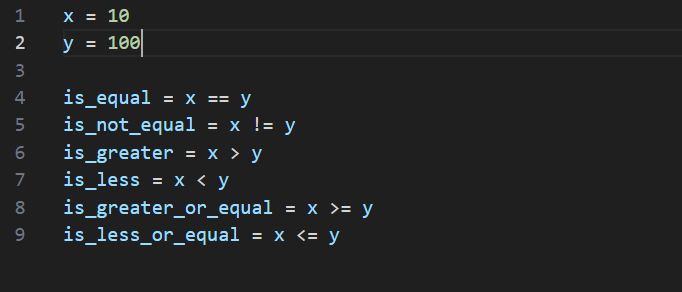 1 x = 10
2 y = 100
3
4 is_equal = x == y
5 is_not_equal = x != y
6 is_greater = x > y
7 is_less = x < y
8 is_greater_or_equal = x >= y
9 is_less_or_equal = x <= y